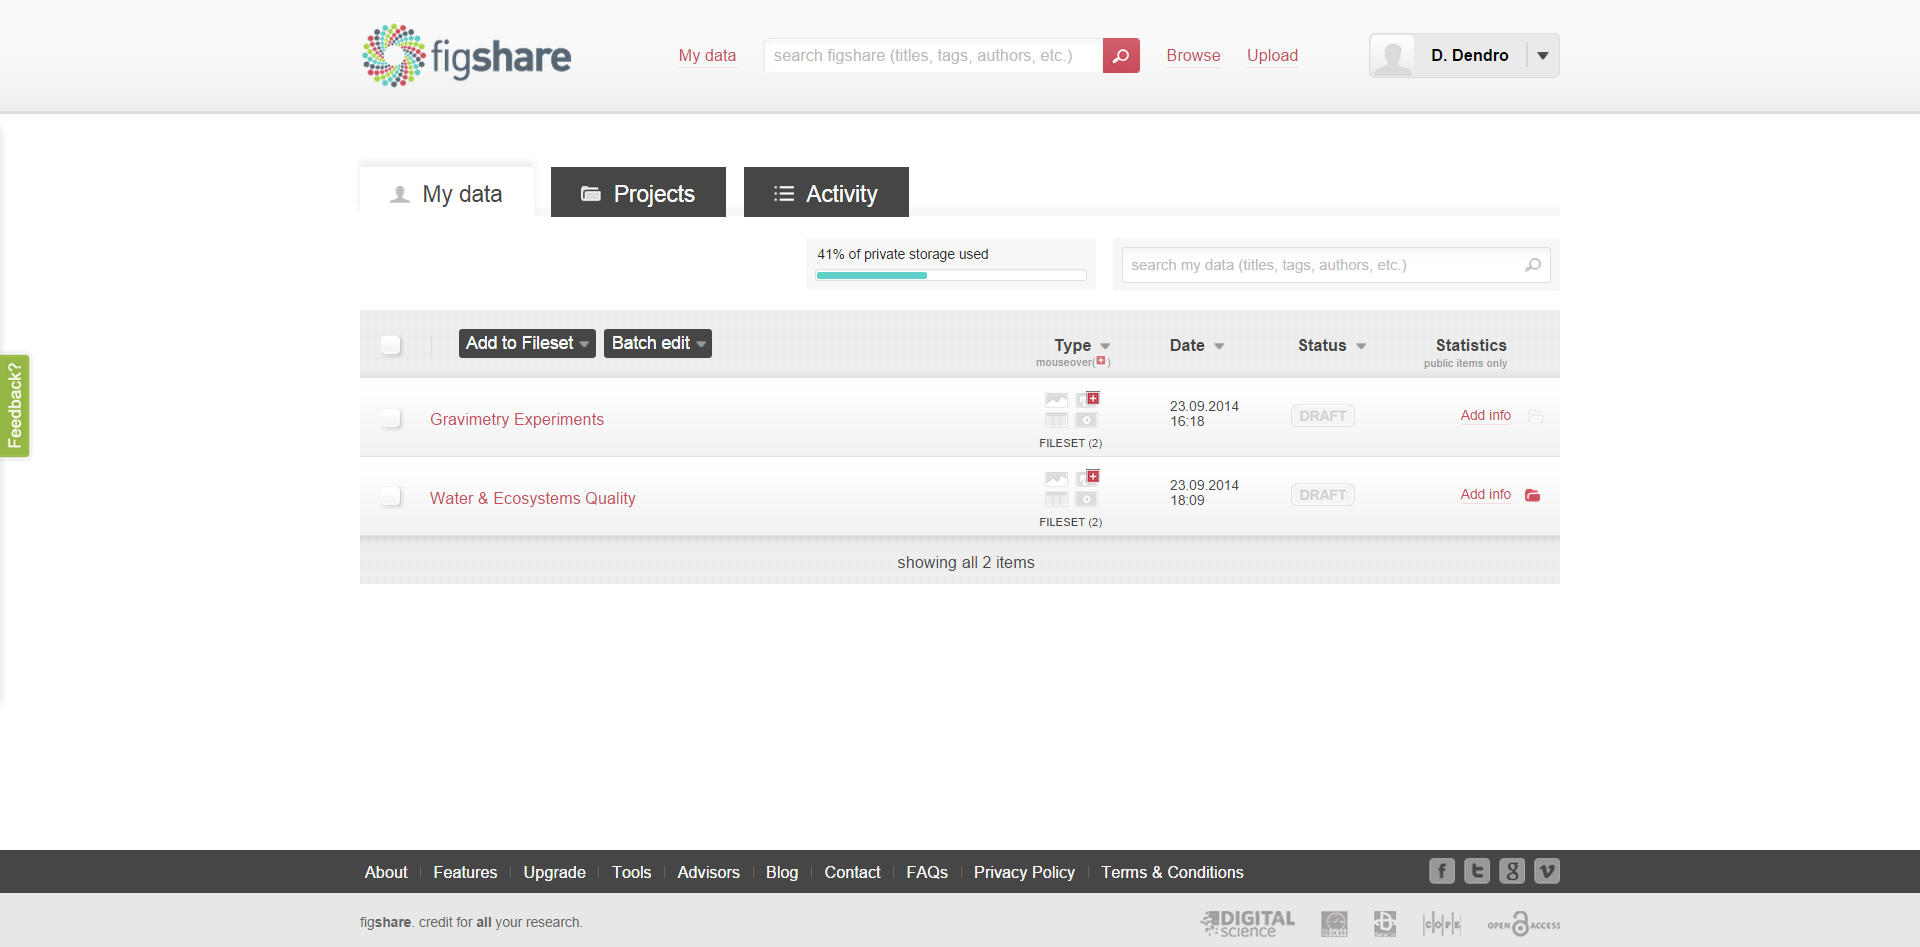 figshare
My data
search figshare (titles, tags, authors, etc.)
Browse
Upload
D. Dendro
My data
Projects
Activity
41% of private storage used
search my data (titles, tags, authors, etc.)
Feedback?
Add to Fileset
Batch edit
Type
mouseover( )
Date
Status
Statistics
public items only
Gravimetry Experiments
FILESET (2)
23.09.2014
16:18
DRAFT
Add info
Water & Ecosystems Quality
FILESET (2)
23.09.2014
18:09
DRAFT
Add info
showing all 2 items
About
Features
Upgrade
Tools
Advisors
Blog
Contact
FAQs
Privacy Policy
Terms & Conditions
figshare. credit for all your research.
DIGITAL
science
C O P E
OPEN ACCESS